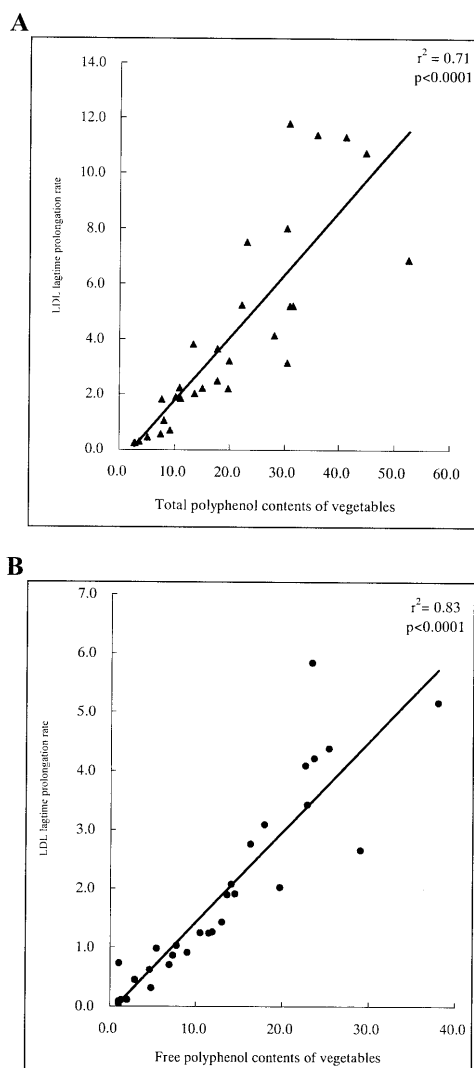 A
r² = 0.71
p<0.0001
14.0
12.0
10.0
8.0
6.0
4.0
2.0
0.0
LDL lagtime prolongation rate
0.0 10.0 20.0 30.0 40.0 50.0 60.0
Total polyphenol contents of vegetables
B
r²= 0.83
p<0.0001
7.0
6.0
5.0
4.0
3.0
2.0
1.0
0.0
LDL lagtime prolongation rate
0.0 10.0 20.0 30.0 40.0
Free polyphenol contents of vegetables